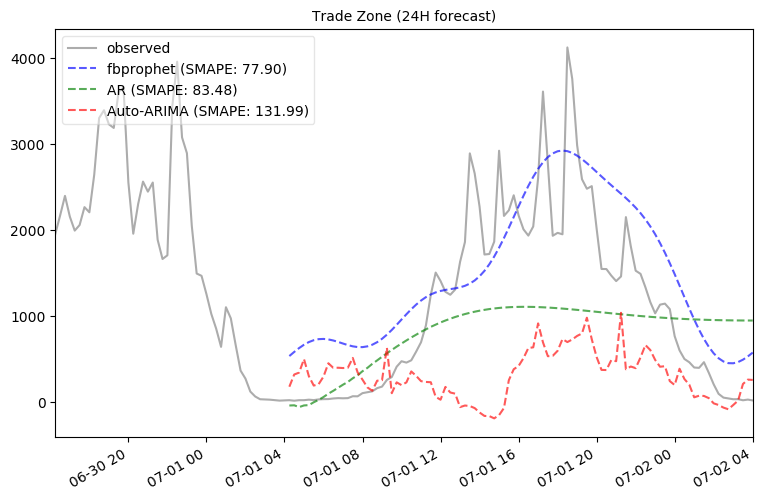 Trade Zone (24H forecast)
observed
fbprophet (SMAPE: 77.90)
AR (SMAPE: 83.48)
Auto-ARIMA (SMAPE: 131.99)
4000
3000
2000
1000
0
06-30 20
07-01 00
07-01 04
07-01 08
07-01 12
07-01 16
07-01 20
07-02 00
07-02 04